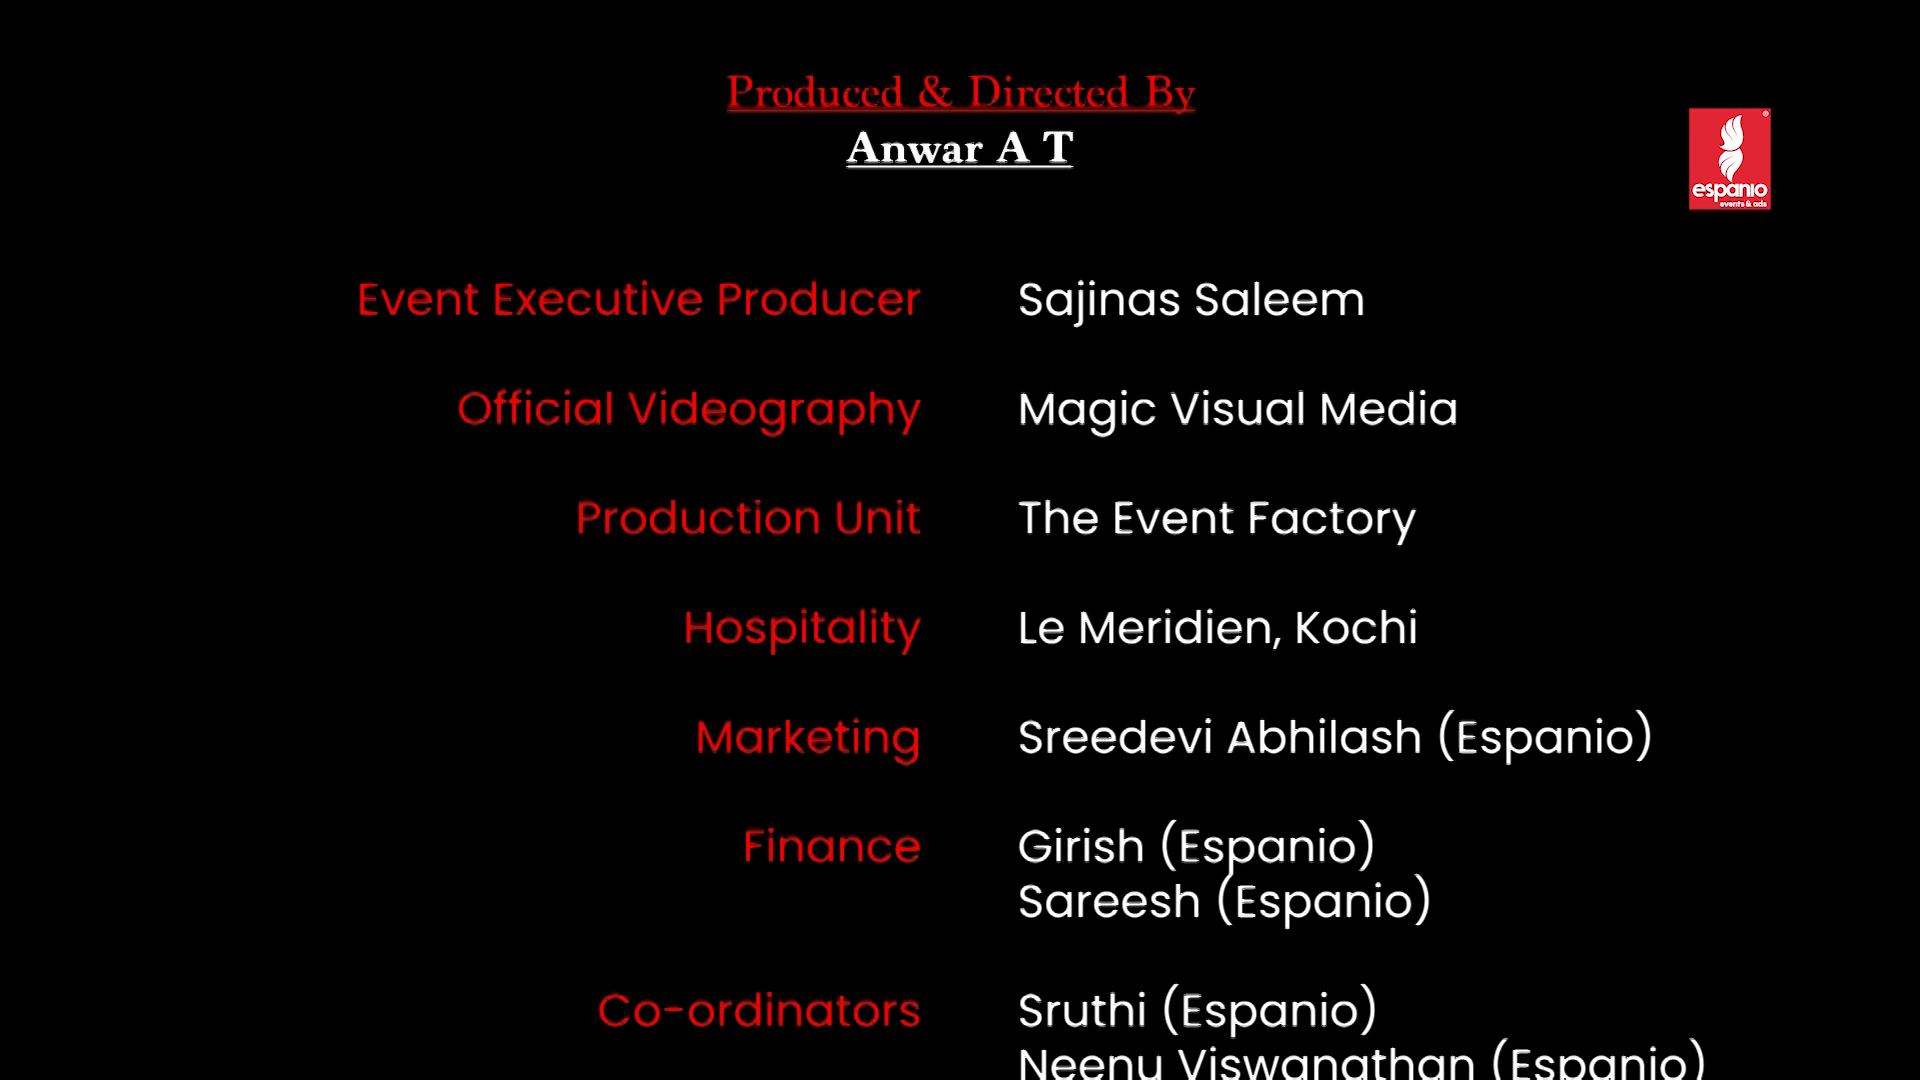 Produced & Directed By
Anwar A T
espanio
events & ads
Event Executive Producer Sajinas Saleem
Official Videography Magic Visual Media
Production Unit The Event Factory
Hospitality Le Meridien, Kochi
Marketing Sreedevi Abhilash (Espanio)
Finance Girish (Espanio)
Sareesh (Espanio)
Co-ordinators Sruthi (Espanio)
Neenu Viswanathan (Espanio)